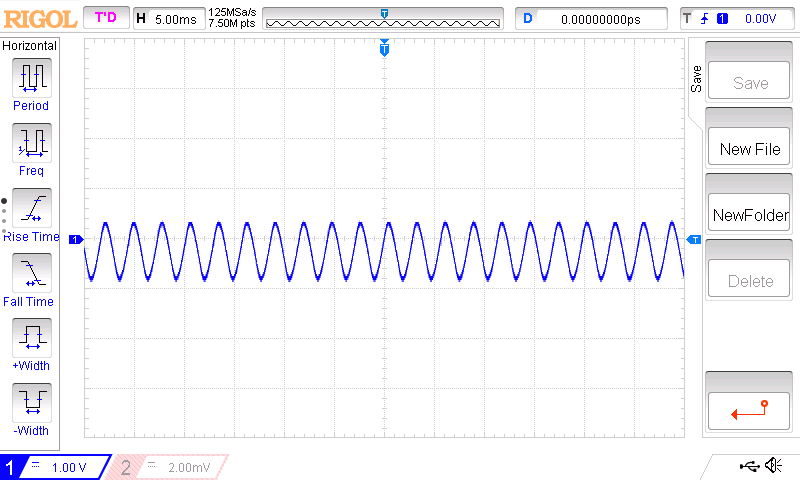 RIGOL T'D H 5.00ms 125MSa/s 7.50M pts T D 0.00000000ps T 1 0.00V
Horizontal
Period
Freq
Rise Time
Fall Time
+Width
-Width
T
1
T
Save
Save
New File
NewFolder
Delete
1 1.00 V 2 2.00mV